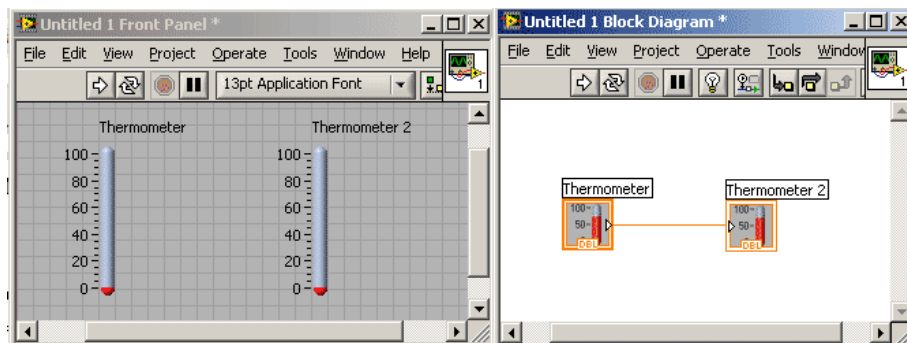 Untitled 1 Front Panel *
File Edit View Project Operate Tools Window Help
13pt Application Font
1
Thermometer
Thermometer 2
100
80
60
40
20
0
100
80
60
40
20
0
Untitled 1 Block Diagram *
File Edit View Project Operate Tools Window
1
Thermometer
100
50
DBL
Thermometer 2
100
50
DBL